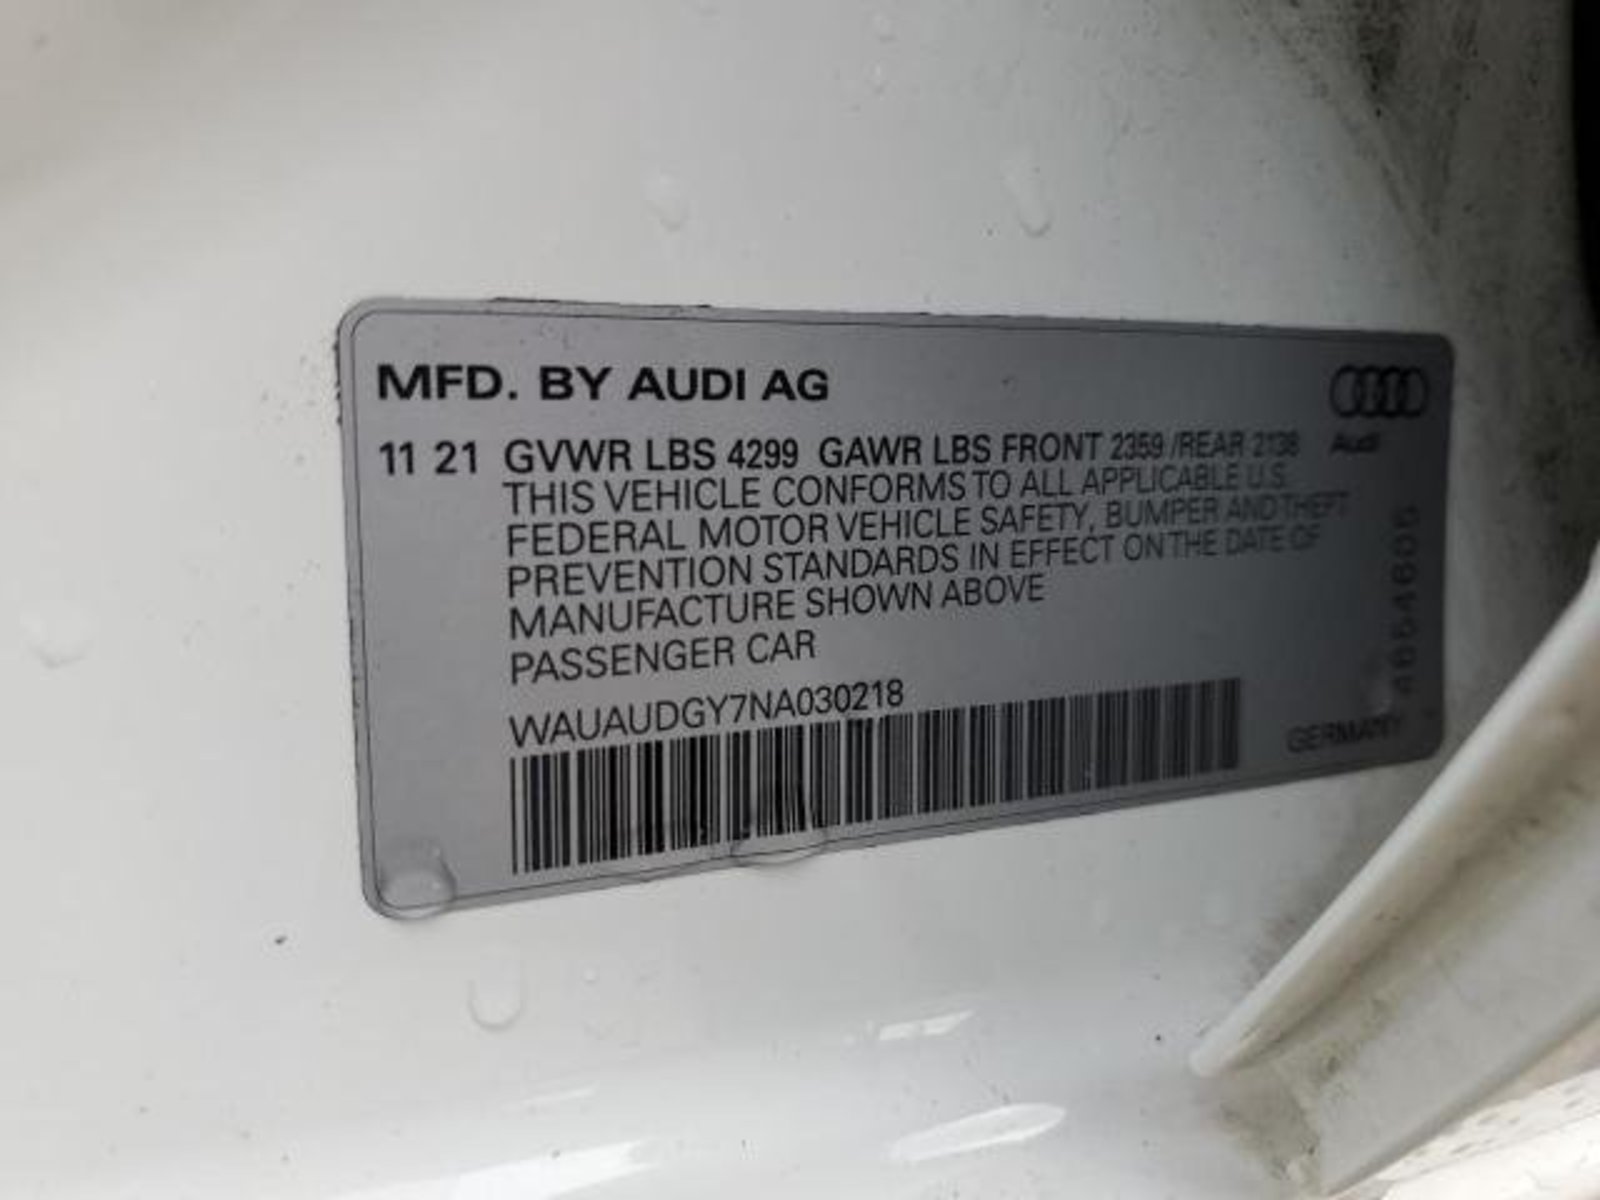 MFD. BY AUDI AG
11 21 GVWR LBS 4299 GAWR LBS FRONT 2359 /REAR 2138
Audi
THIS VEHICLE CONFORMS TO ALL APPLICABLE U.S.
FEDERAL MOTOR VEHICLE SAFETY, BUMPER AND THEFT
PREVENTION STANDARDS IN EFFECT ON THE DATE OF
MANUFACTURE SHOWN ABOVE
PASSENGER CAR
WAUAUDGY7NA030218
GERMANY